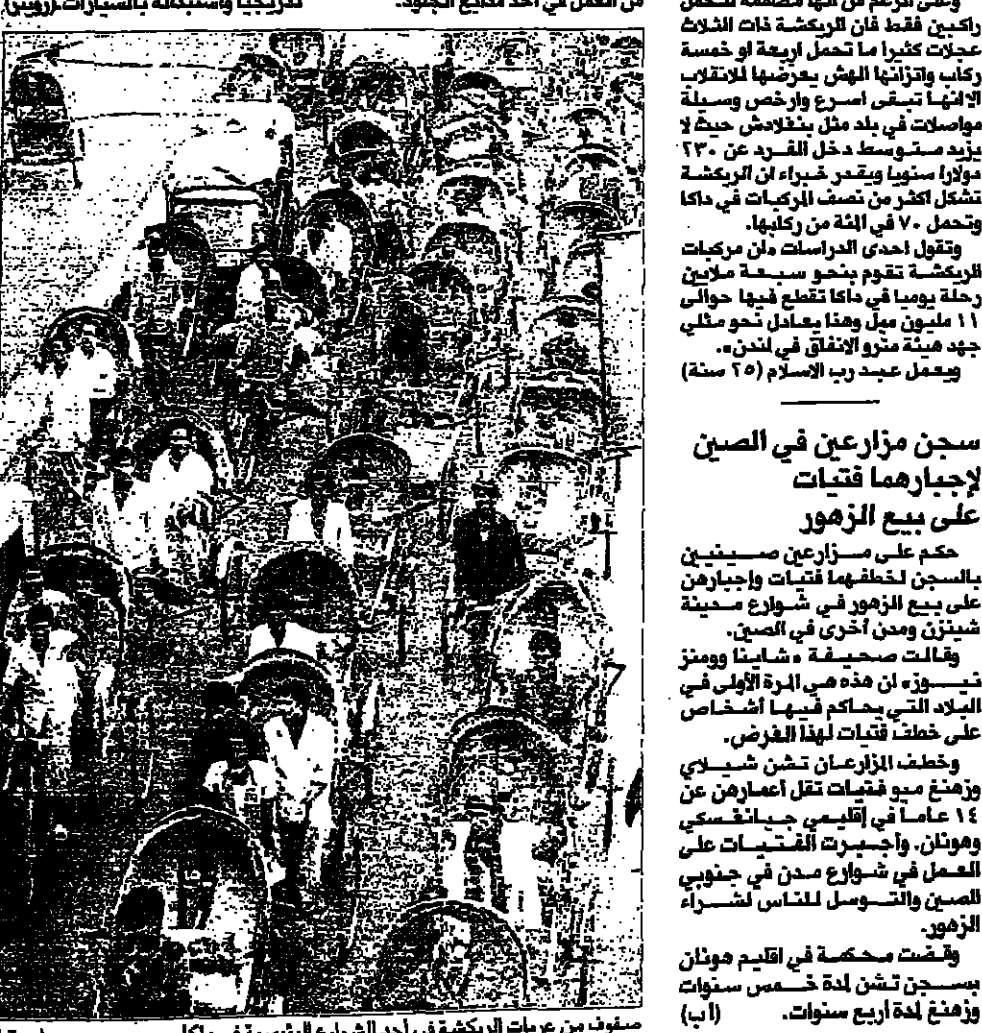 راكبين فقط فان الريكشة ذات الثلاث
عجلات كثيرا ما تحمل اربعة او خمسة
ركاب واتزانها الهش يعرضها للانقلاب
الا انها تبقى اسرع وارخص وسيلة
مواصلات في بلد مثل بنغلادش حيث لا
يزيد متوسط دخل الفرد عن ٢٣٠
دولارا سنويا ويقدر خبراء ان الريكشة
تشكل اكثر من نصف المركبات في داكا
وتحمل ٧٠ في المئة من ركابها.
وتقول احدى الدراسات «ان مركبات
الريكشة تقوم بنحو سبعة ملايين
رحلة يوميا في داكا تقطع فيها حوالى
١١ مليون ميل وهذا يعادل نحو مثلي
جهد هيئة مترو الانفاق في لندن».
ويعمل عبد رب الاسلام (٢٥ سنة)
من العمل في احد مدابغ الجلود.
تدريجيا واستبداله بالسيارات (رويترز)
صفوف من عربات الريكشة في أحد الشوارع الرئيسية في داكا
سجن مزارعين في الصين
لإجبارهما فتيات
على بيع الزهور
حكم على مزارعين صينيين
بالسجن لخطفهما فتيات وإجبارهن
على بيع الزهور في شوارع مدينة
شينزن ومدن أخرى في الصين.
وقالت صحيفة «شاينا وومنز
نيوز» ان هذه هي المرة الأولى في
البلاد التي يحاكم فيها أشخاص
على خطف فتيات لهذا الغرض.
وخطف المزارعان تشن شيلاي
وزهنغ ميو فتيات تقل أعمارهن عن
١٤ عاماً في إقليمي جيانغسكي
وهونان. وأجبرت الفتيات على
العمل في شوارع مدن في جنوبي
الصين والتوسل للناس لشراء
الزهور.
وقضت محكمة في اقليم هونان
بسجن تشن لمدة خمس سنوات
وزهنغ لمدة أربع سنوات. (أ ب)